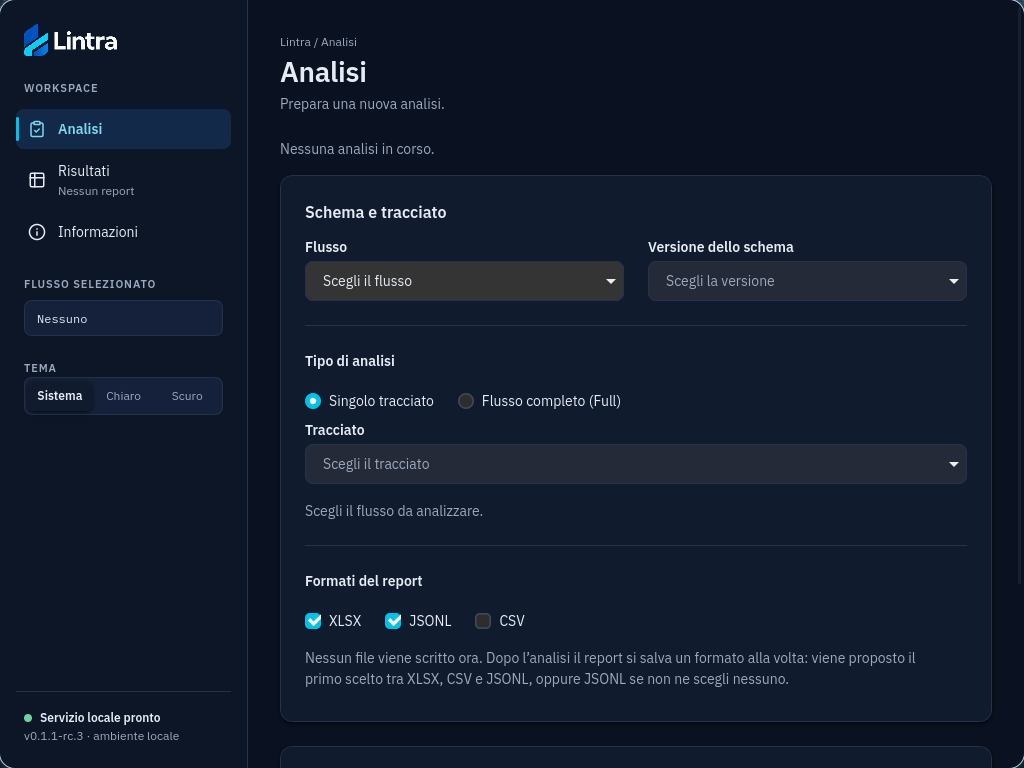 Lintra
WORKSPACE
Analisi
Risultati
Nessun report
Informazioni
FLUSSO SELEZIONATO
Nessuno
TEMA
Sistema Chiaro Scuro
Servizio locale pronto
v0.1.1-rc.3 · ambiente locale
Lintra / Analisi
Analisi
Prepara una nuova analisi.
Nessuna analisi in corso.
Schema e tracciato
Flusso Versione dello schema
Scegli il flusso Scegli la versione
Tipo di analisi
Singolo tracciato Flusso completo (Full)
Tracciato
Scegli il tracciato
Scegli il flusso da analizzare.
Formati del report
XLSX JSONL CSV
Nessun file viene scritto ora. Dopo l’analisi il report si salva un formato alla volta: viene proposto il
primo scelto tra XLSX, CSV e JSONL, oppure JSONL se non ne scegli nessuno.